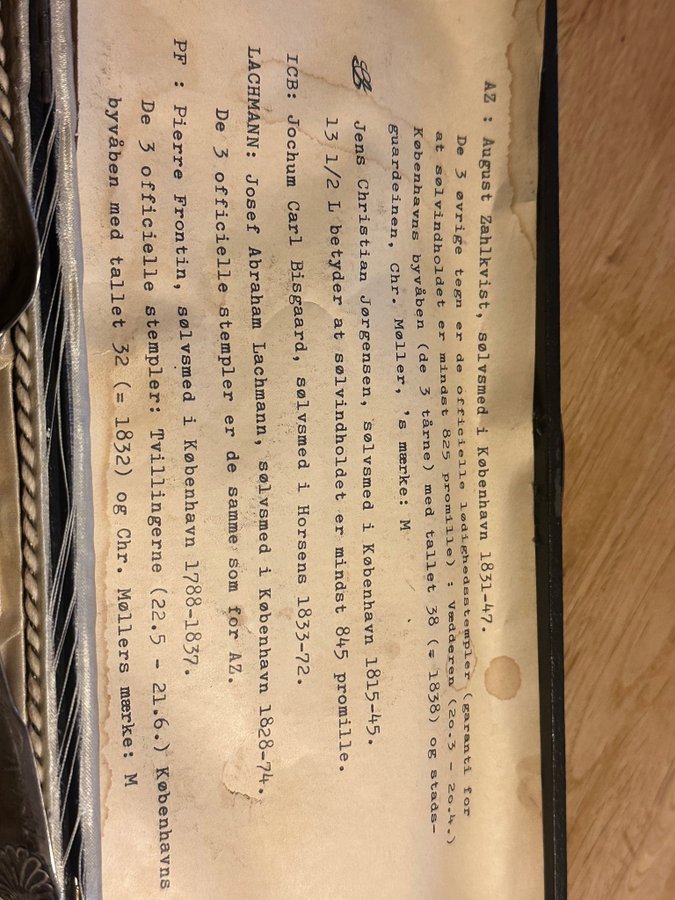 AZ : August Zahlkvist, sølvsmed i København 1831-47.
De 3 øvrige tegn er de officielle lødighedsstempler (garanti for
at sølvindholdet er mindst 825 promille) : Vædderen (20.3 - 20.4.)
Københavns byvåben (de 3 tårne) med tallet 38 (= 1838) og stads-
guardeinen, Chr. Møller, 's mærke: M
Jens Christian Jørgensen, sølvsmed i København 1815-45.
13 1/2 L betyder at sølvindholdet er mindst 845 promille.
ICB: Jochum Carl Bisgaard, sølvsmed i Horsens 1833-72.
LACHMANN: Josef Abraham Lachmann, sølvsmed i København 1828-74.
De 3 officielle stempler er de samme som for AZ.
PF : Pierre Frontin, sølvsmed i København 1788-1837.
De 3 officielle stempler: Tvillingerne (22.5 - 21.6.) Københavns
byvåben med tallet 32 (= 1832) og Chr. Møllers mærke: M